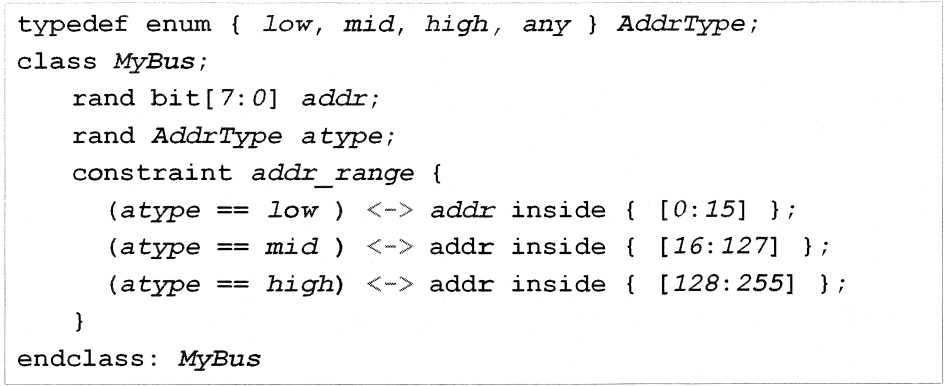 typedef enum { low, mid, high, any } AddrType;
class MyBus;
rand bit[7:0] addr;
rand AddrType atype;
constraint addr_range {
(atype == low ) <-> addr inside { [0:15] };
(atype == mid ) <-> addr inside { [16:127] };
(atype == high) <-> addr inside { [128:255] };
}
endclass: MyBus